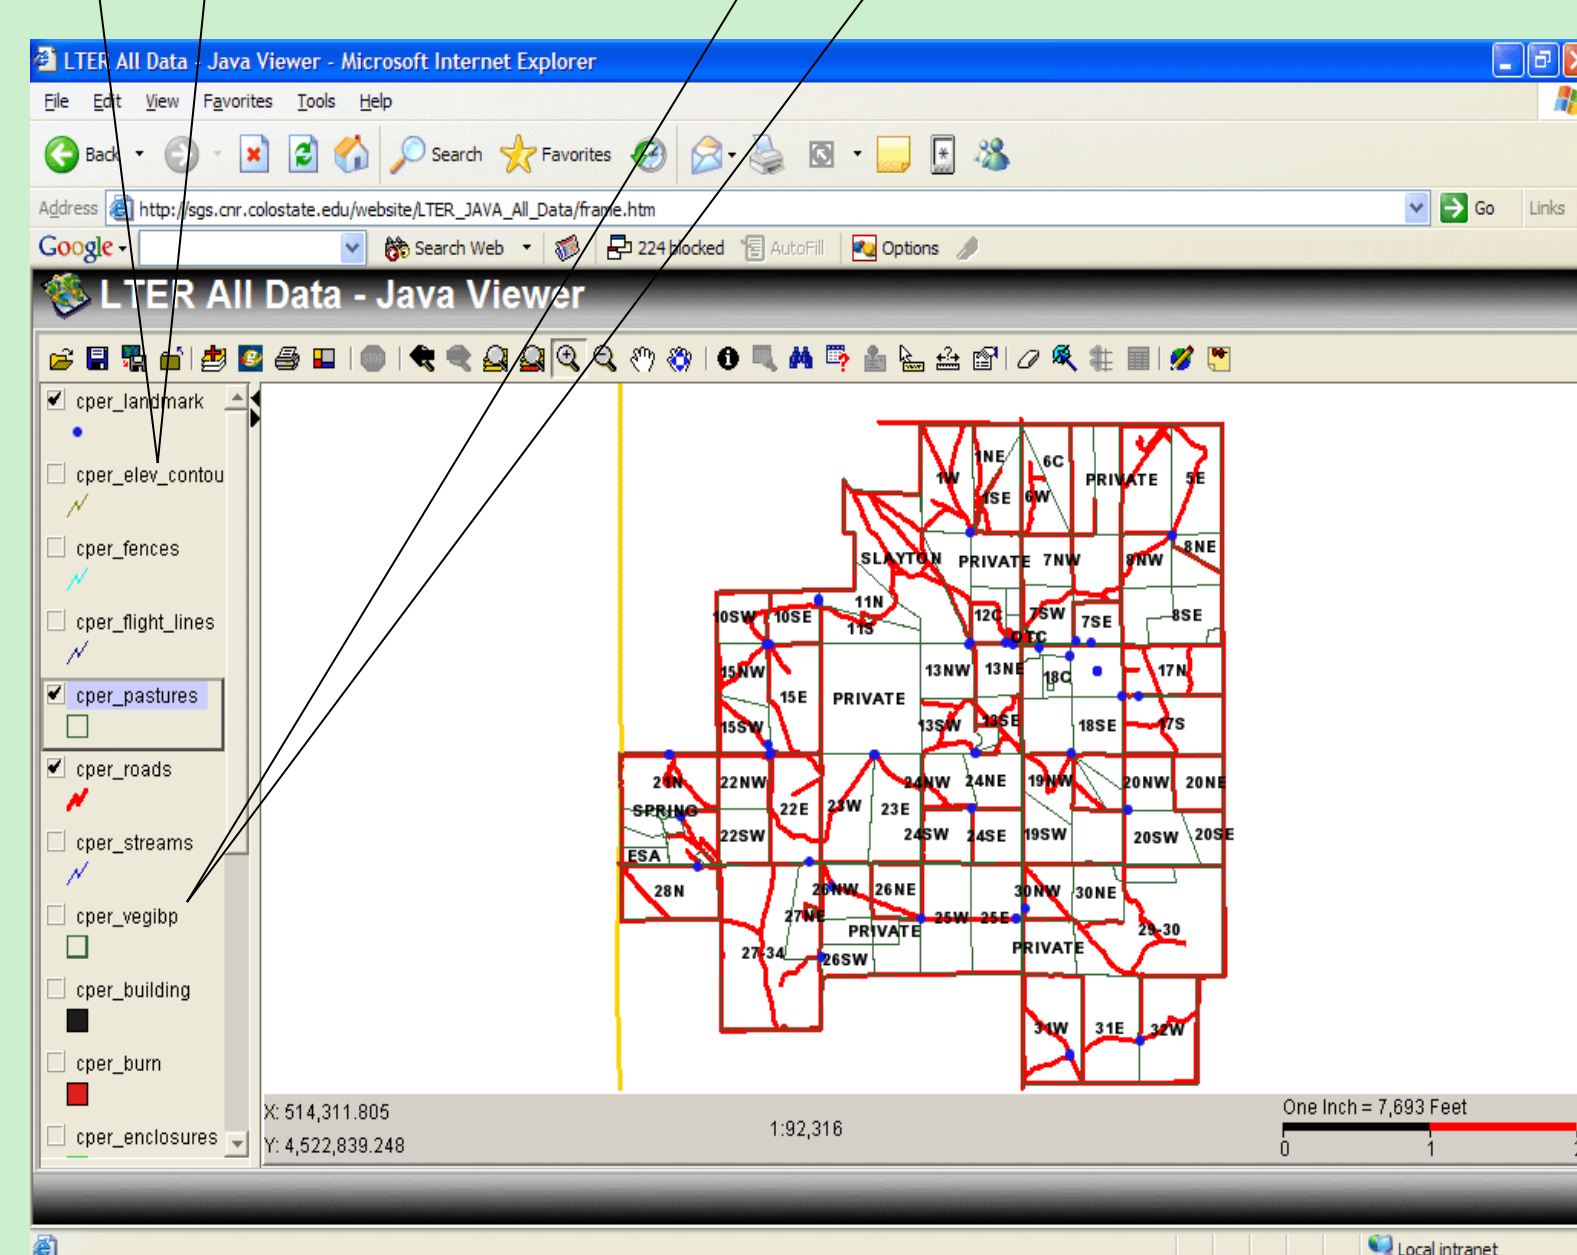 LTER All Data - Java Viewer - Microsoft Internet Explorer
File Edit View Favorites Tools Help
Back Search Favorites
Address http://sgs.cnr.colostate.edu/website/LTER_JAVA_All_Data/frame.htm Go Links
Google Search Web 224 blocked AutoFill Options
LTER All Data - Java Viewer
STOP
cper_landmark
cper_elev_contou
cper_fences
cper_flight_lines
cper_pastures
cper_roads
cper_streams
cper_vegibp
cper_building
cper_burn
cper_enclosures
1NE 6C
1W PRIVATE 5E
1SE 6W
SLAYTON PRIVATE 7NW 8NW 8NE
11N
10SW 10SE 11S 12C 7SW 7SE 8SE
OTC
15NW 13NW 13NE 18C 17N
15E PRIVATE
15SW 13SW 13SE 18SE 17S
21N 22NW 24NW 24NE 19NW 20NW 20NE
SPRING 22E 23W 23E
22SW 24SW 24SE 19SW 20SW 20SE
ESA
28N 26NW 26NE 30NW 30NE
27NE 25W 25E
PRIVATE 29-30
27-34 26SW PRIVATE
31W 31E 32W
X: 514,311.805
Y: 4,522,839.248
1:92,316
One Inch = 7,693 Feet
0 1 2
Local intranet